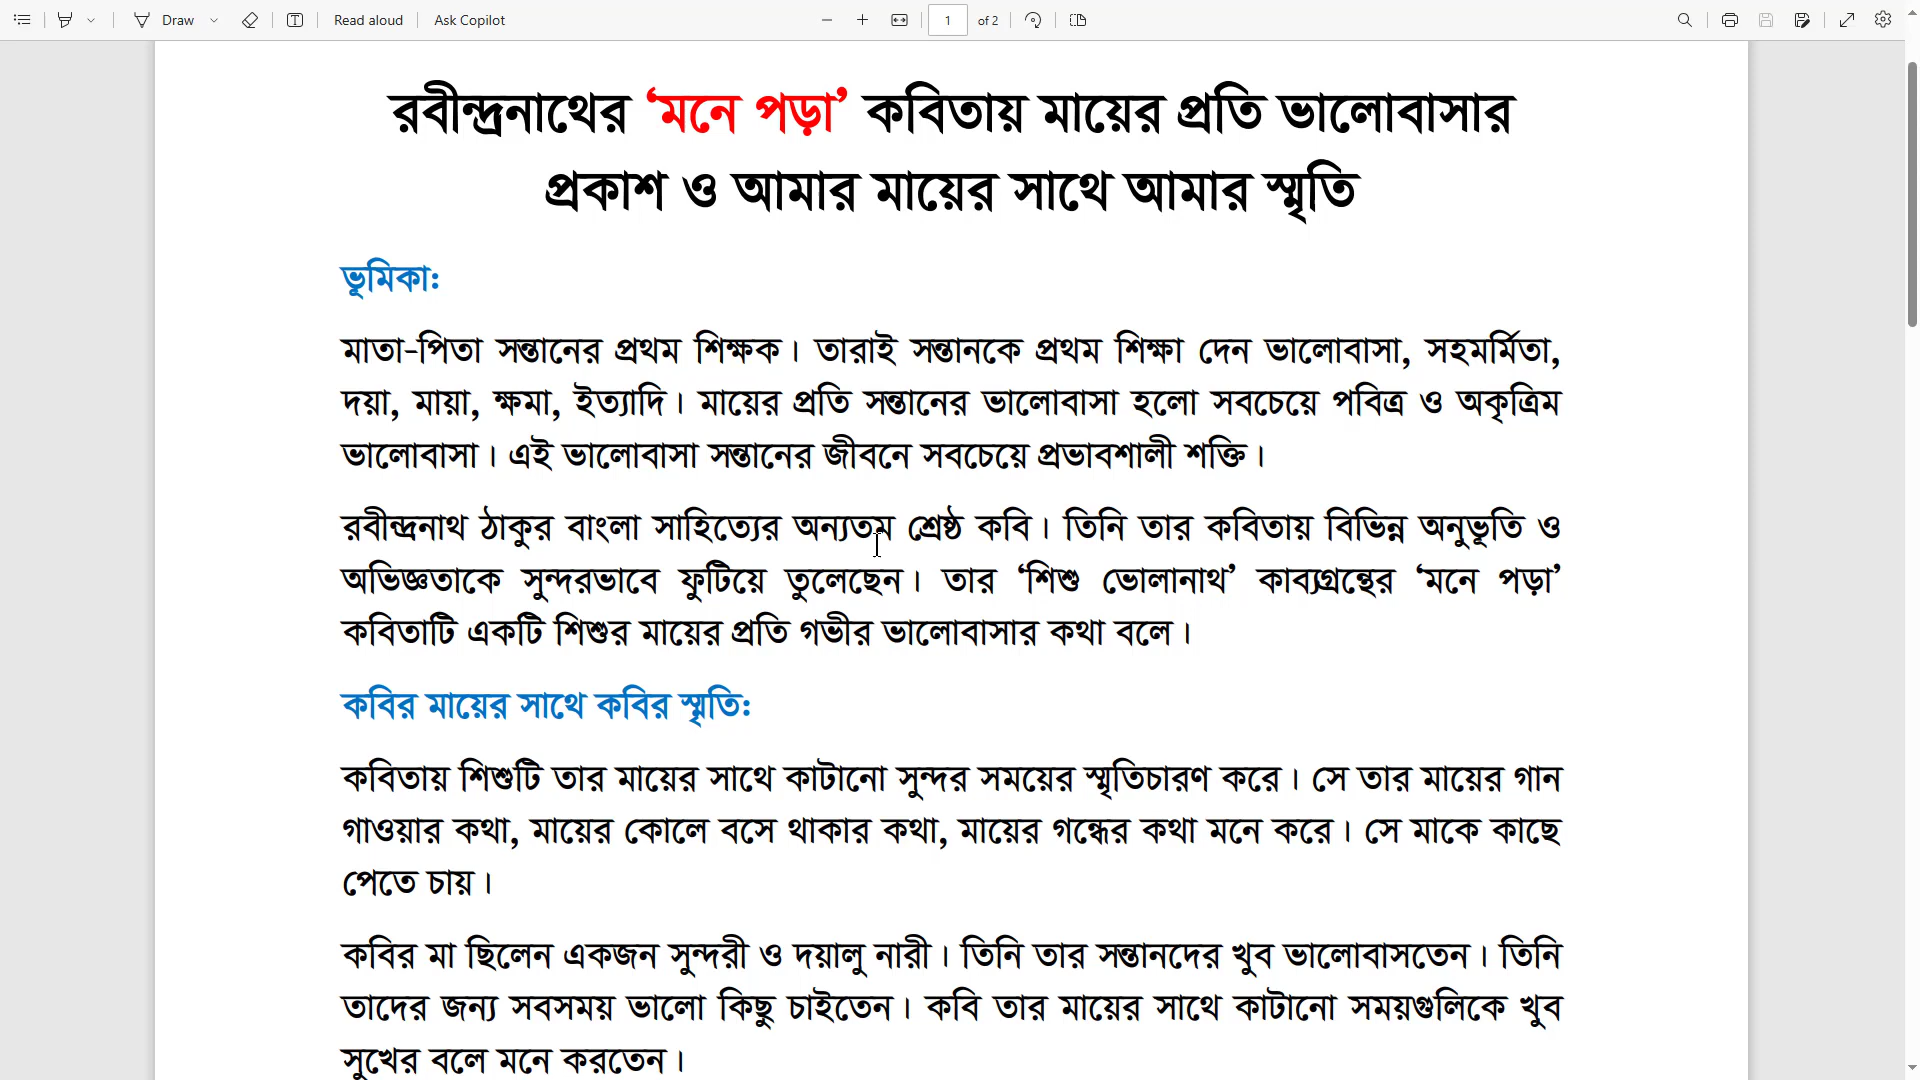 Draw
Read aloud
Ask Copilot
1
of 2
রবীন্দ্রনাথের ‘মনে পড়া’ কবিতায় মায়ের প্রতি ভালোবাসার
প্রকাশ ও আমার মায়ের সাথে আমার স্মৃতি
ভূমিকা:
মাতা-পিতা সন্তানের প্রথম শিক্ষক। তারাই সন্তানকে প্রথম শিক্ষা দেন ভালোবাসা, সহমর্মিতা,
দয়া, মায়া, ক্ষমা, ইত্যাদি। মায়ের প্রতি সন্তানের ভালোবাসা হলো সবচেয়ে পবিত্র ও অকৃত্রিম
ভালোবাসা। এই ভালোবাসা সন্তানের জীবনে সবচেয়ে প্রভাবশালী শক্তি।
রবীন্দ্রনাথ ঠাকুর বাংলা সাহিত্যের অন্যতম শ্রেষ্ঠ কবি। তিনি তার কবিতায় বিভিন্ন অনুভূতি ও
অভিজ্ঞতাকে সুন্দরভাবে ফুটিয়ে তুলেছেন। তার ‘শিশু ভোলানাথ’ কাব্যগ্রন্থের ‘মনে পড়া’
কবিতাটি একটি শিশুর মায়ের প্রতি গভীর ভালোবাসার কথা বলে।
কবির মায়ের সাথে কবির স্মৃতি:
কবিতায় শিশুটি তার মায়ের সাথে কাটানো সুন্দর সময়ের স্মৃতিচারণ করে। সে তার মায়ের গান
গাওয়ার কথা, মায়ের কোলে বসে থাকার কথা, মায়ের গন্ধের কথা মনে করে। সে মাকে কাছে
পেতে চায়।
কবির মা ছিলেন একজন সুন্দরী ও দয়ালু নারী। তিনি তার সন্তানদের খুব ভালোবাসতেন। তিনি
তাদের জন্য সবসময় ভালো কিছু চাইতেন। কবি তার মায়ের সাথে কাটানো সময়গুলিকে খুব
সুখের বলে মনে করতেন।